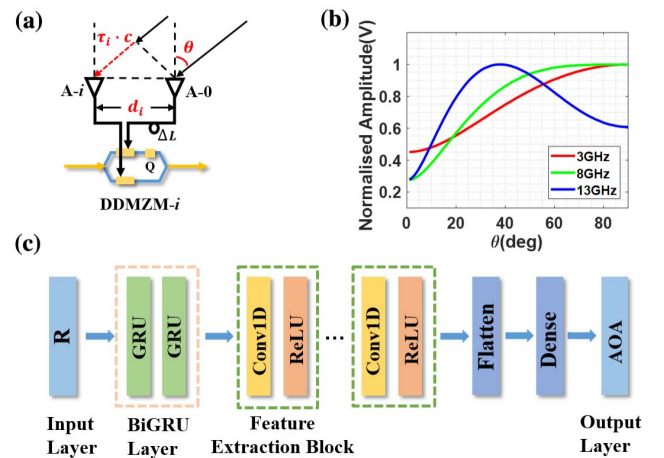 (a)
τi · c
θ
A-i
A-0
di
ΔL
Q
DDMZM-i
(b)
Normalised Amplitude(V)
1
0.8
0.6
0.4
0.2
0
20
40
60
80
θ(deg)
3GHz
8GHz
13GHz
(c)
R
GRU
GRU
Conv1D
ReLU
...
Conv1D
ReLU
Flatten
Dense
AOA
Input
Layer
BiGRU
Layer
Feature
Extraction Block
Output
Layer